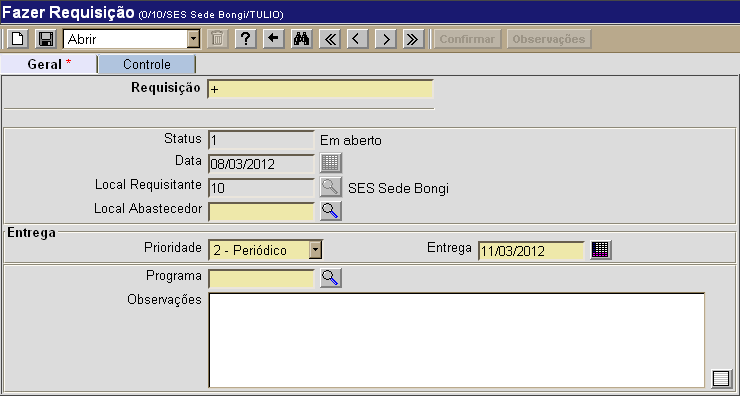 Fazer Requisição (0/10/SES Sede Bongi/TULIO)
Abrir ? Confirmar Observações
Geral * Controle
Requisição +
Status 1 Em aberto
Data 08/03/2012
Local Requisitante 10 SES Sede Bongi
Local Abastecedor
Entrega
Prioridade 2 - Periódico Entrega 11/03/2012
Programa
Observações